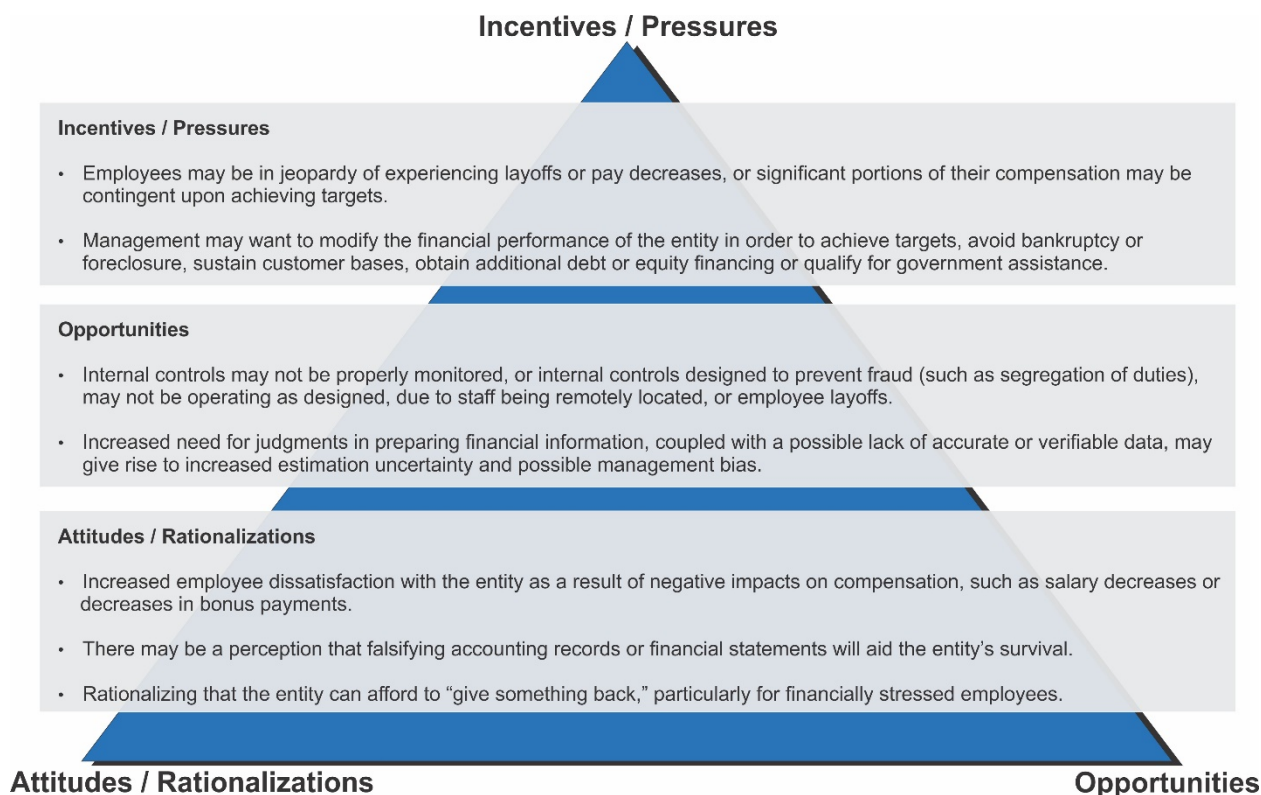 Incentives / Pressures
Incentives / Pressures
• Employees may be in jeopardy of experiencing layoffs or pay decreases, or significant portions of their compensation may be
contingent upon achieving targets.
• Management may want to modify the financial performance of the entity in order to achieve targets, avoid bankruptcy or
foreclosure, sustain customer bases, obtain additional debt or equity financing or qualify for government assistance.
Opportunities
• Internal controls may not be properly monitored, or internal controls designed to prevent fraud (such as segregation of duties),
may not be operating as designed, due to staff being remotely located, or employee layoffs.
• Increased need for judgments in preparing financial information, coupled with a possible lack of accurate or verifiable data, may
give rise to increased estimation uncertainty and possible management bias.
Attitudes / Rationalizations
• Increased employee dissatisfaction with the entity as a result of negative impacts on compensation, such as salary decreases or
decreases in bonus payments.
• There may be a perception that falsifying accounting records or financial statements will aid the entity’s survival.
• Rationalizing that the entity can afford to “give something back,” particularly for financially stressed employees.
Attitudes / Rationalizations
Opportunities